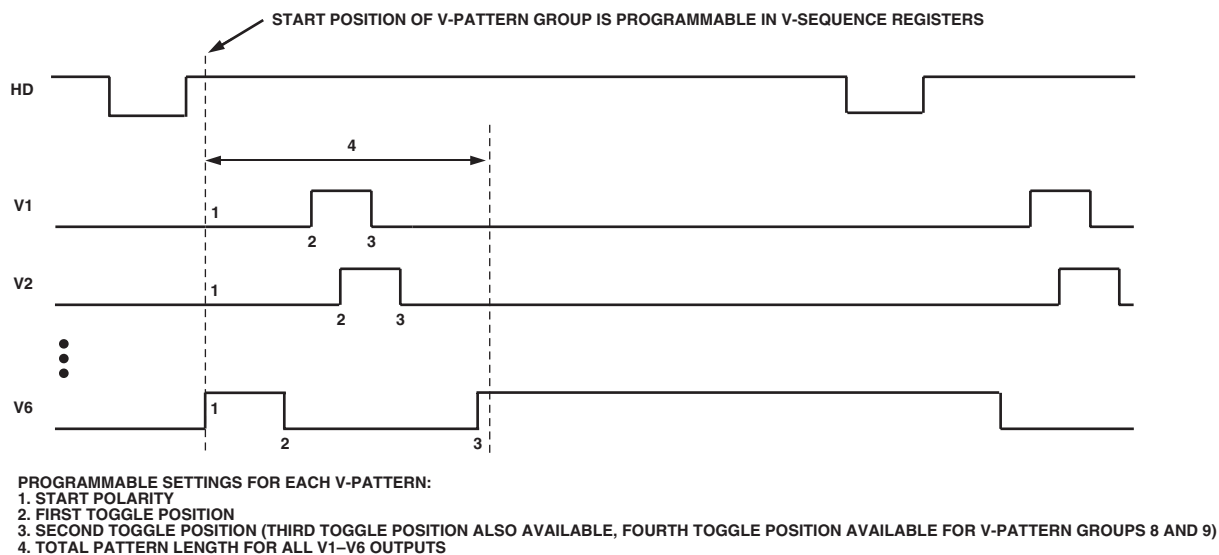 START POSITION OF V-PATTERN GROUP IS PROGRAMMABLE IN V-SEQUENCE REGISTERS
HD
4
V1
1
2 3
V2
1
2 3
V6
1
2 3
PROGRAMMABLE SETTINGS FOR EACH V-PATTERN:
1. START POLARITY
2. FIRST TOGGLE POSITION
3. SECOND TOGGLE POSITION (THIRD TOGGLE POSITION ALSO AVAILABLE, FOURTH TOGGLE POSITION AVAILABLE FOR V-PATTERN GROUPS 8 AND 9)
4. TOTAL PATTERN LENGTH FOR ALL V1–V6 OUTPUTS